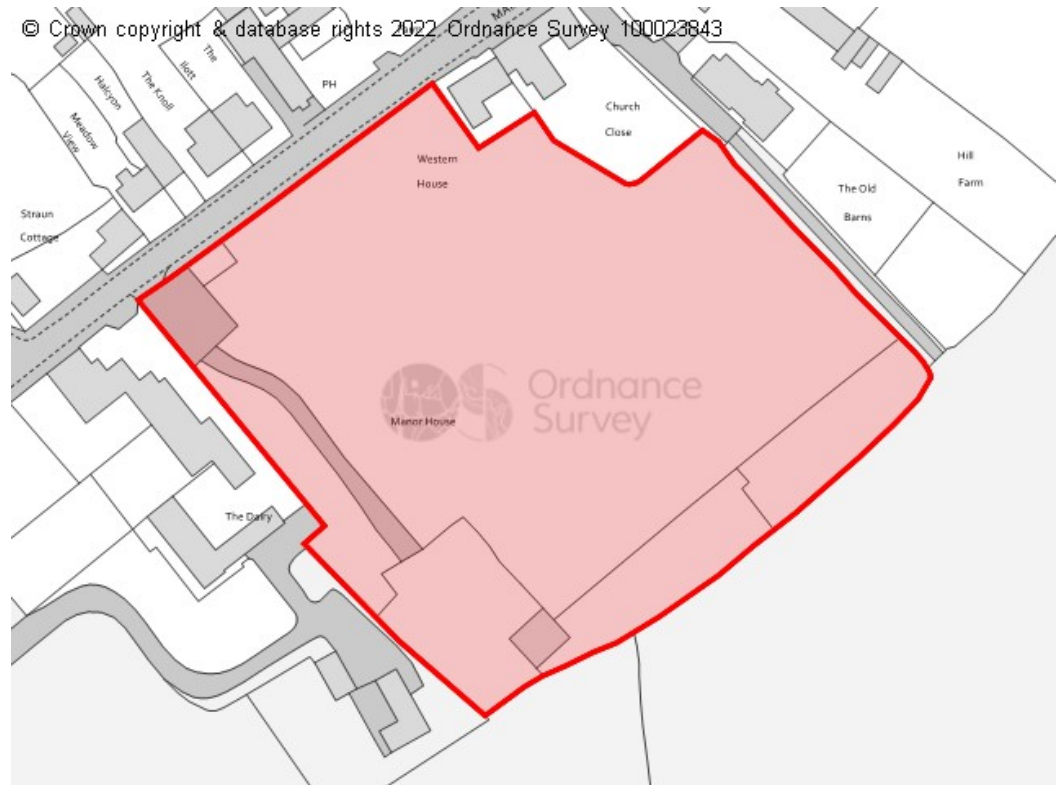 © Crown copyright & database rights 2022 Ordnance Survey 100023843
The
Ilott
The Knoll
Halcyon
Meadow
View
PH
Church
Close
Western
House
Hill
Farm
The Old
Barns
Straun
Cottage
Ordnance
Survey
Manor House
The Dairy